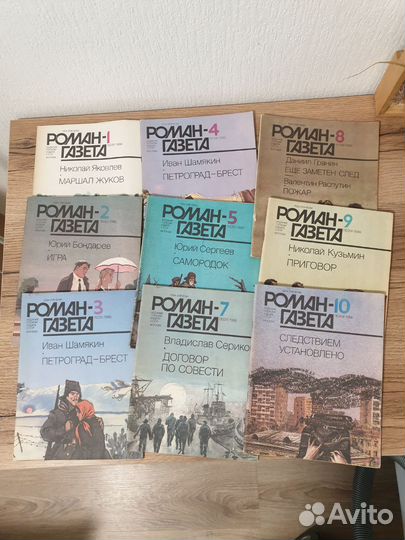 РОМАН-1
ГАЗЕТА
Николай Яковлев
МАРШАЛ ЖУКОВ
РОМАН-4
ГАЗЕТА
Иван Шамякин
ПЕТРОГРАД-БРЕСТ
РОМАН-8
ГАЗЕТА
Даниил Гранин
ЕЩЕ ЗАМЕТЕН СЛЕД
Валентин Распутин
ПОЖАР
РОМАН-2
ГАЗЕТА
Юрий Бондарев
ИГРА
РОМАН-5
ГАЗЕТА
Юрий Сергеев
САМОРОДОК
РОМАН-9
ГАЗЕТА
Николай Кузьмин
ПРИГОВОР
РОМАН-3
ГАЗЕТА
Иван Шамякин
ПЕТРОГРАД-БРЕСТ
РОМАН-7
ГАЗЕТА
Владислав Сериков
ДОГОВОР
ПО СОВЕСТИ
РОМАН-10
ГАЗЕТА
СЛЕДСТВИЕМ
УСТАНОВЛЕНО
Avito